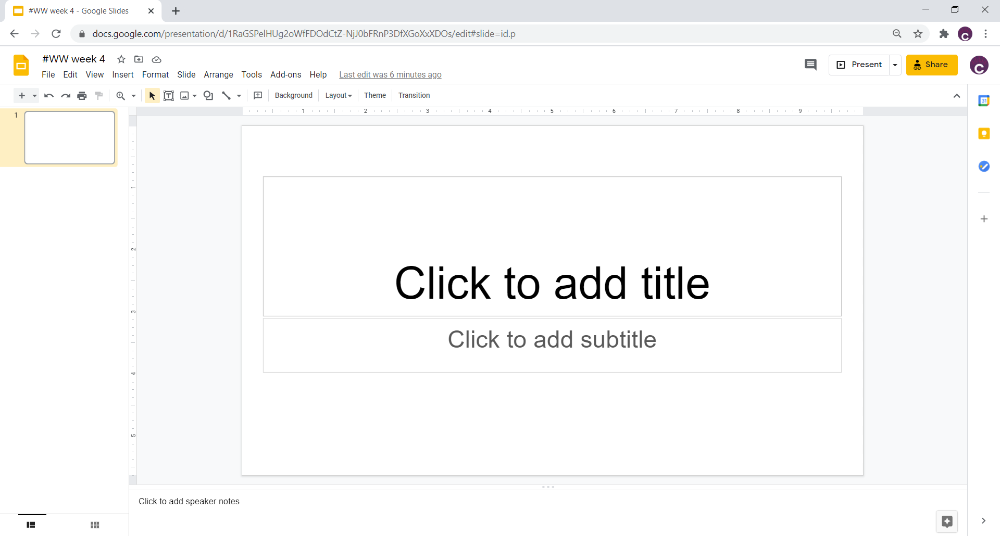 #WW week 4 - Google Slides
docs.google.com/presentation/d/1RaGSPelHUg2oWfFDOdCtZ-NjJ0bFRnP3DfXGoXxXDOs/edit#slide=id.p
#WW week 4
File Edit View Insert Format Slide Arrange Tools Add-ons Help Last edit was 6 minutes ago
Present Share C
Background Layout Theme Transition
31
1 2 3 4 5 6 7 8 9
1
1
2
3
4
5
Click to add title
Click to add subtitle
Click to add speaker notes